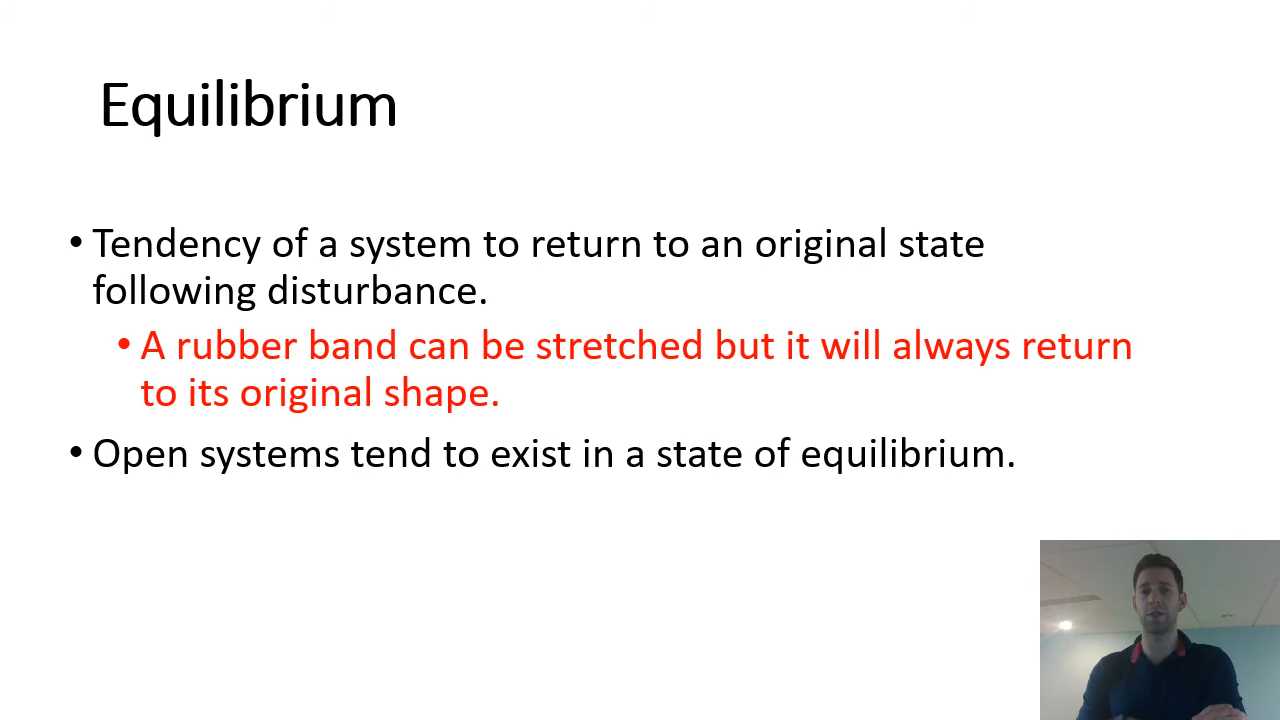 Equilibrium
• Tendency of a system to return to an original state
following disturbance.
• A rubber band can be stretched but it will always return
to its original shape.
• Open systems tend to exist in a state of equilibrium.